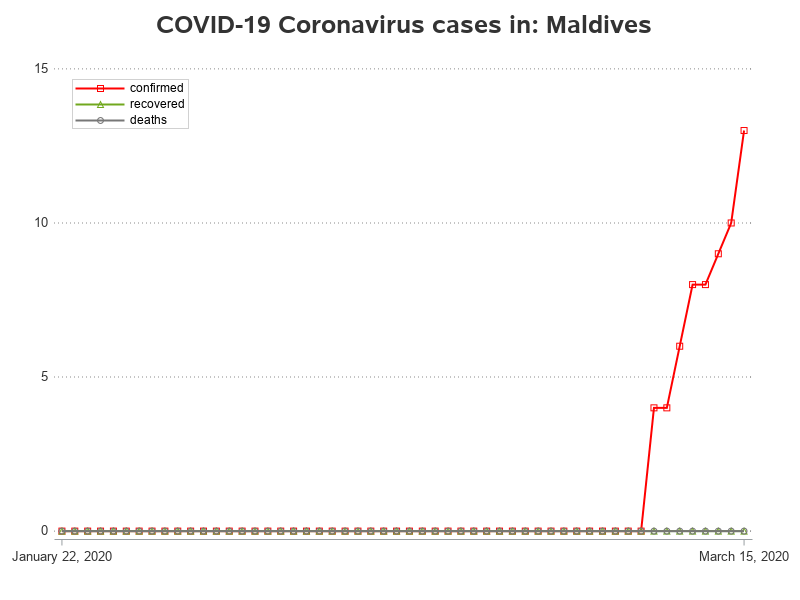 COVID-19 Coronavirus cases in: Maldives
15
confirmed
recovered
deaths
10
5
0
January 22, 2020
March 15, 2020